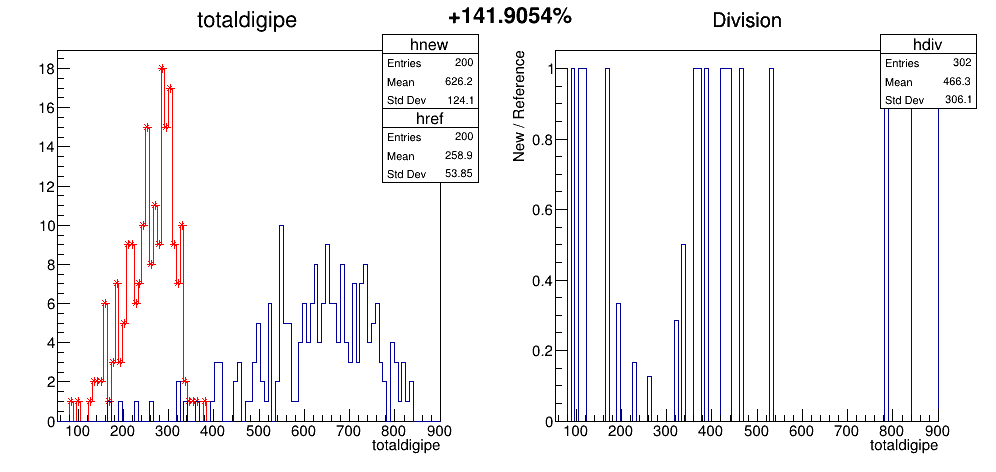 totaldigipe
+141.9054%
Division
hnew
Entries 200
Mean 626.2
Std Dev 124.1
href
Entries 200
Mean 258.9
Std Dev 53.85
18
16
14
12
10
8
6
4
2
0
100 200 300 400 500 600 700 800 900
totaldigipe
hdiv
Entries 302
Mean 466.3
Std Dev 306.1
New / Reference
1
0.8
0.6
0.4
0.2
0
100 200 300 400 500 600 700 800 900
totaldigipe